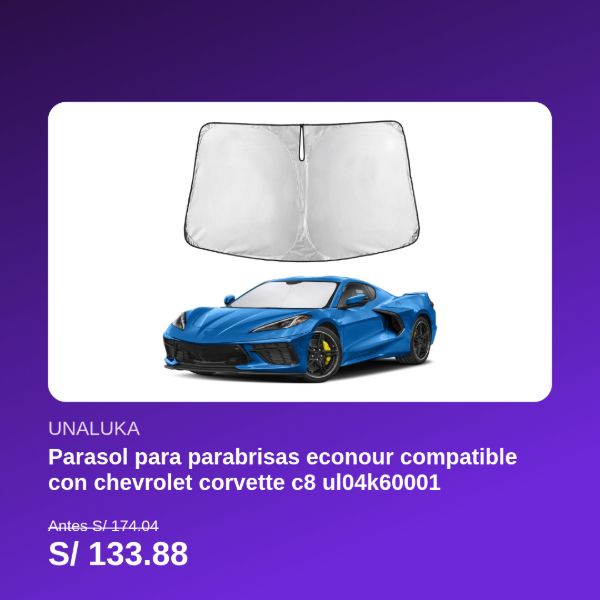 UNALUKA
Parasol para parabrisas econour compatible
con chevrolet corvette c8 ul04k60001
Antes S/ 174.04
S/ 133.88